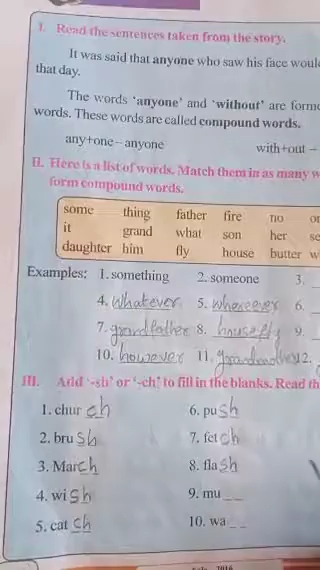 I. Read the sentences taken from the story.
It was said that anyone who saw his face woul
that day.
The words 'anyone' and 'without' are form
words. These words are called compound words.
any+one – anyone with+out –
II. Here is a list of words. Match them in as many w
form compound words.
some thing father fire no or
it grand what son her se
daughter him fly house butter w
Examples: 1. something 2. someone 3.
4. Whatever 5. 6.
7. grandfather 8. housefly 9.
10. however 11. 12.
III. Add '-sh' or '-ch' to fill in the blanks. Read th
1. chur ch 6. pu sh
2. bru sh 7. fet ch
3. Mar ch 8. fla sh
4. wi sh 9. mu _ _
5. cat ch 10. wa _ _